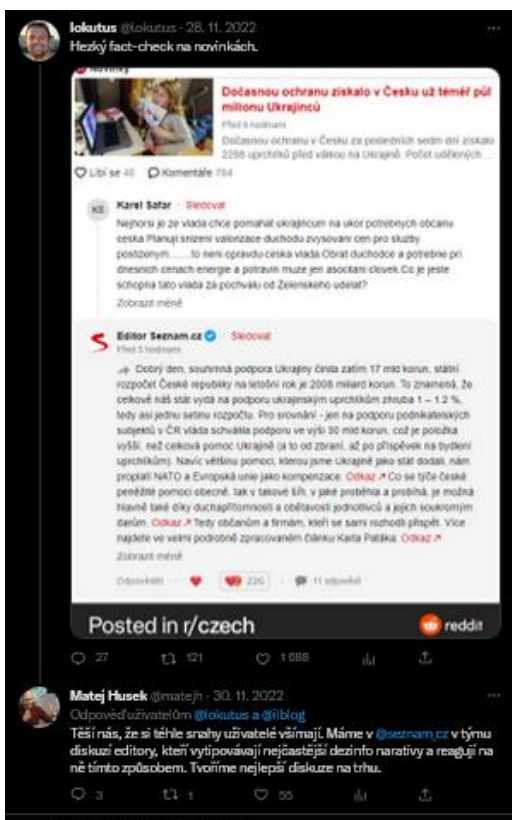 lokutus @lokutus · 28. 11. 2022
Hezký fact-check na novinkách.
Novinky
Dočasnou ochranu získalo v Česku už téměř půl
milionu Ukrajinců
Před 6 hodinami
Dočasnou ochranu v Česku za posledních sedm dní získalo
2266 uprchlíků před válkou na Ukrajině. Počet udělených ...
Líbí se 46 Komentáře 784
KS
Karel Safar · Sledovat
Nejhorsi je ze vlada chce pomahat ukrajincum na ukor potrebnych obcanu
ceska Planuji snizeni valorizace duchodu zvysovani cen pro sluzby
postizenym.......to neni opravdu ceska vlada.Obrat duchodce a potrebne pri
dnesnich cenach energie a potravin muze jen asocialni clovek.Co je jeste
schopna tato vlada za pochvalu od Zelenskeho udelat?
Zobrazit méně
Editor Seznam.cz · Sledovat
Před 5 hodinami
Dobrý den, souhrnná podpora Ukrajiny činila zatím 17 mld korun, státní
rozpočet České republiky na letošní rok je 2008 miliard korun. To znamená, že
celkově náš stát vydá na podporu ukrajinským uprchlíkům zhruba 1 – 1.2 %,
tedy asi jednu setinu rozpočtu. Pro srovnání - jen na podporu podnikatelských
subjektů v ČR vláda schválila podporu ve výši 30 mld korun, což je položka
vyšší, než celková pomoc Ukrajině (a to od zbraní, až po příspěvek na bydlení
uprchlíkům). Navíc většinu pomoci, kterou jsme Ukrajině jako stát dodali, nám
proplatí NATO a Evropská unie jako kompenzace. Odkaz Co se týče české
peněžité pomoci obecně, tak v takové šíři, v jaké proběhla a probíhá, je možná
hlavně také díky duchapřítomnosti a obětavosti jednotlivců a jejich soukromým
darům. Odkaz Tedy občanům a firmám, kteří se sami rozhodli přispět. Více
najdete ve velmi podrobně zpracovaném článku Karla Patáka. Odkaz
Zobrazit méně
Odpovědět 226 11 odpovědí
Posted in r/czech reddit
27 121 1 688
Matej Husek @matejh · 30. 11. 2022
Odpověď uživatelům @lokutus a @ilblog
Těší nás, že si téhle snahy uživatelé všímají. Máme v @seznam_cz v týmu
diskuzí editory, kteří vytipovávají nejčastější dezinfo narativy a reagují na
ně tímto způsobem. Tvoříme nejlepší diskuze na trhu.
3 1 55